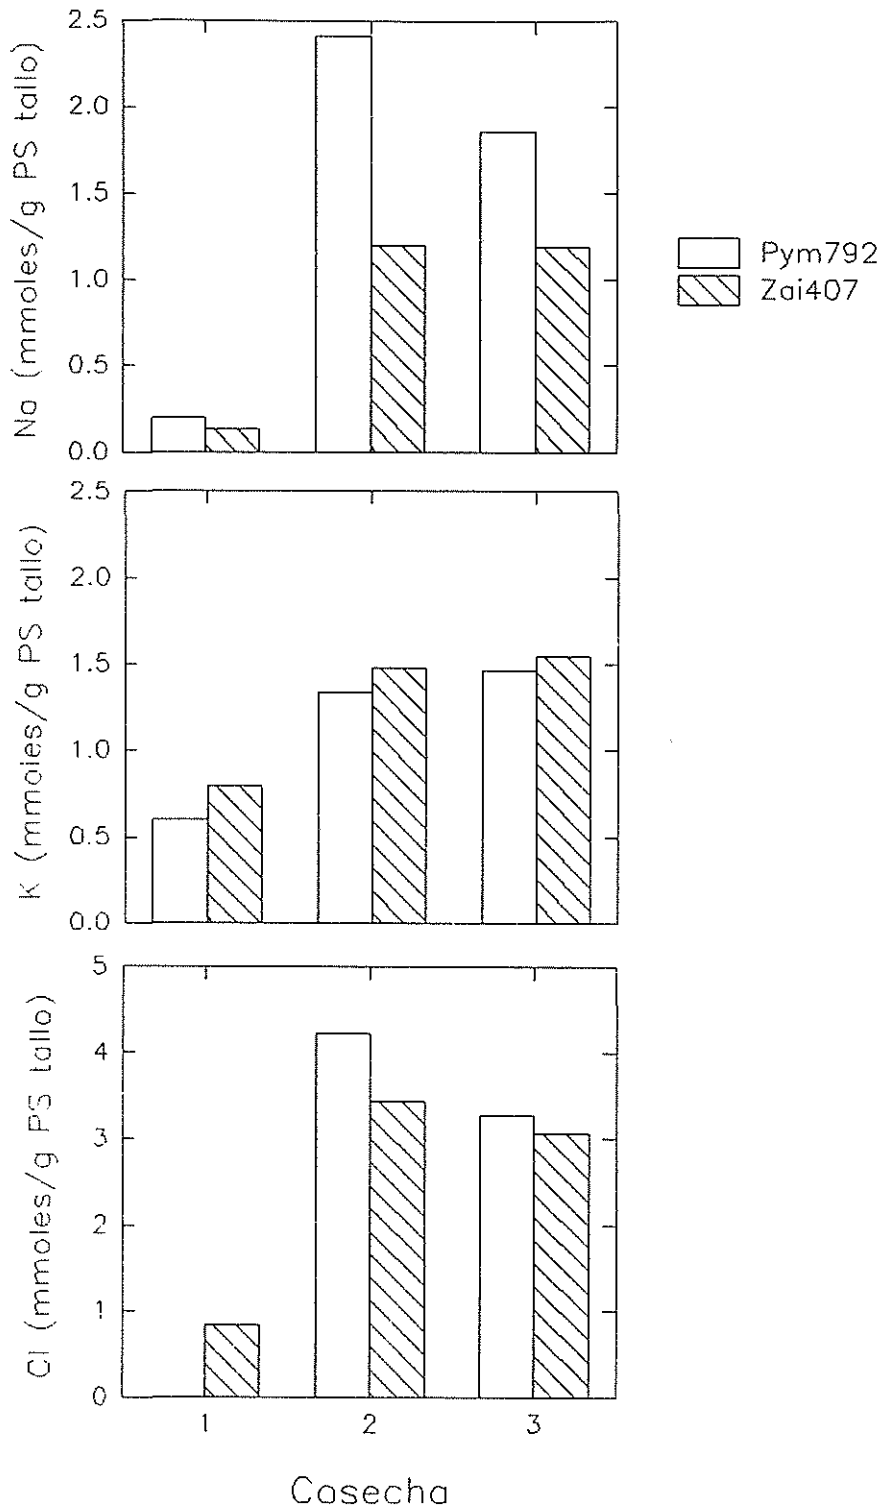 Na (mmoles/g PS tallo)
2.5
2.0
1.5
1.0
0.5
0.0
Pym792
Zai407
K (mmoles/g PS tallo)
2.5
2.0
1.5
1.0
0.5
0.0
Cl (mmoles/g PS tallo)
5
4
3
2
1
0
1 2 3
Cosecha